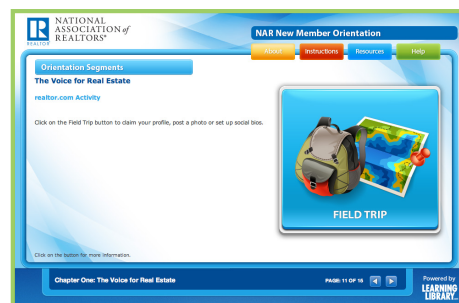 NATIONAL
ASSOCIATION of
REALTORS®
REALTOR®
NAR New Member Orientation
About
Instructions
Resources
Help
Orientation Segments
The Voice for Real Estate
realtor.com Activity
Click on the Field Trip button to claim your profile, post a photo or set up social bios.
FIELD TRIP
Click on the button for more information.
Chapter One: The Voice for Real Estate
PAGE: 11 OF 16
Powered by
LEARNING
LIBRARY